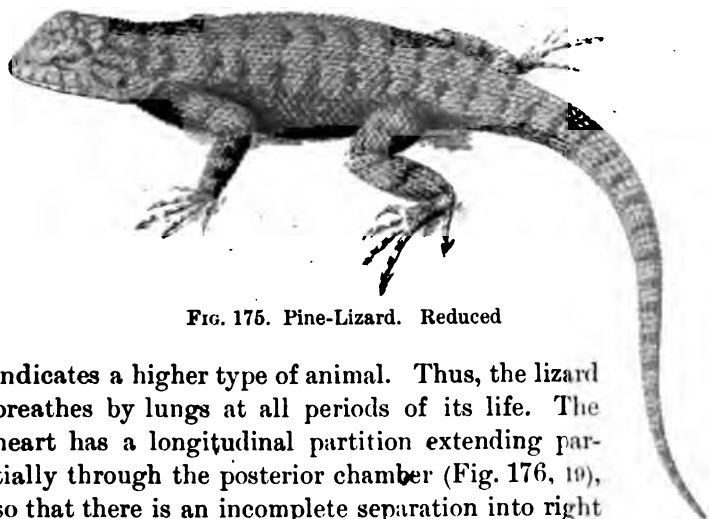 FIG. 175. Pine-Lizard. Reduced
indicates a higher type of animal. Thus, the lizard
breathes by lungs at all periods of its life. The
heart has a longitudinal partition extending par-
tially through the posterior chamber (Fig. 176, 19),
so that there is an incomplete separation into right